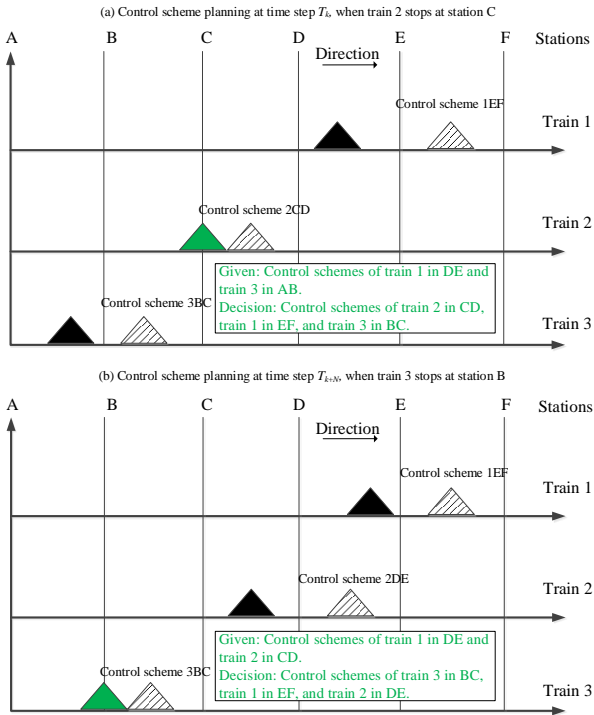 (a) Control scheme planning at time step Tk, when train 2 stops at station C
A B C D E F Stations
Direction
Control scheme 1EF
Train 1
Control scheme 2CD
Train 2
Given: Control schemes of train 1 in DE and
train 3 in AB.
Decision: Control schemes of train 2 in CD,
train 1 in EF, and train 3 in BC.
Control scheme 3BC
Train 3
(b) Control scheme planning at time step Tk+N, when train 3 stops at station B
A B C D E F Stations
Direction
Control scheme 1EF
Train 1
Control scheme 2DE
Train 2
Given: Control schemes of train 1 in DE and
train 2 in CD.
Decision: Control schemes of train 3 in BC,
train 1 in EF, and train 2 in DE.
Control scheme 3BC
Train 3